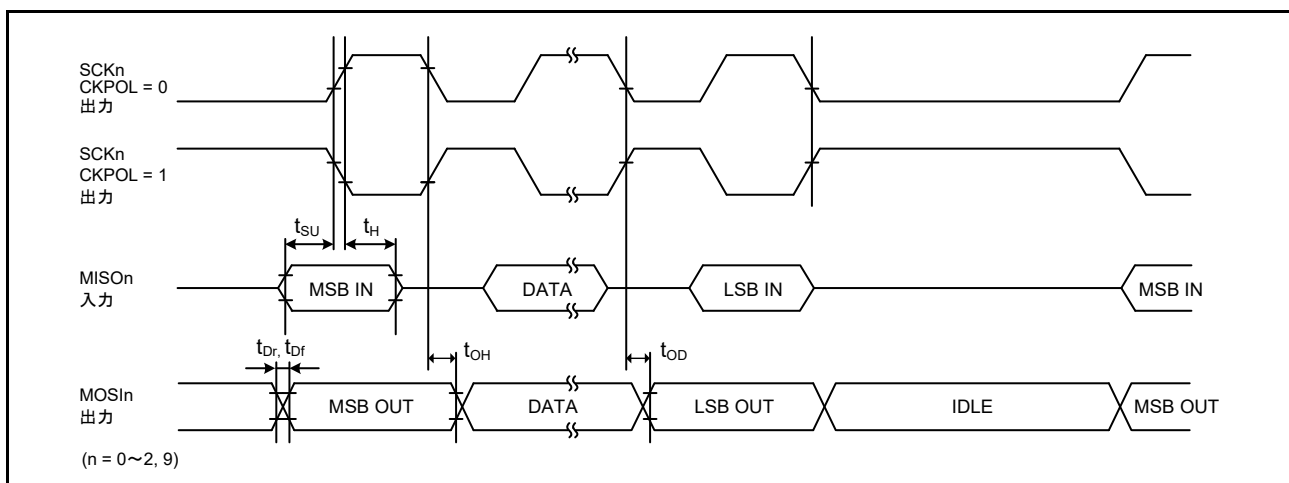 SCKn
CKPOL = 0
出力
SCKn
CKPOL = 1
出力
tSU
tH
MISOn
入力
MSB IN
DATA
LSB IN
MSB IN
tDr, tDf
tOH
tOD
MOSIn
出力
MSB OUT
DATA
LSB OUT
IDLE
MSB OUT
(n = 0～2, 9)